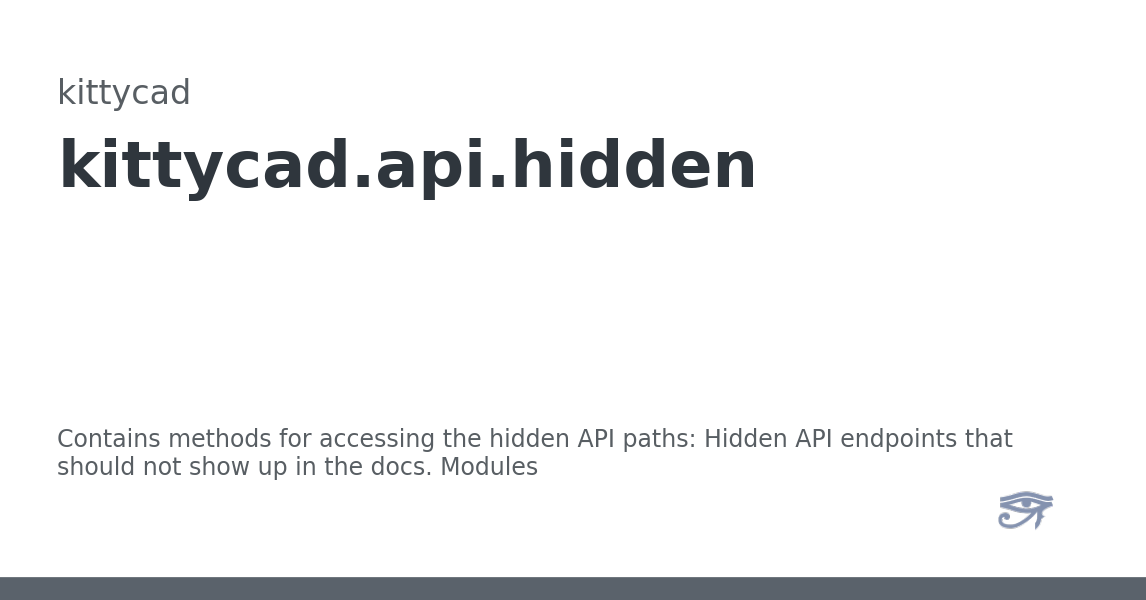 kittycad
kittycad.api.hidden
Contains methods for accessing the hidden API paths: Hidden API endpoints that
should not show up in the docs. Modules